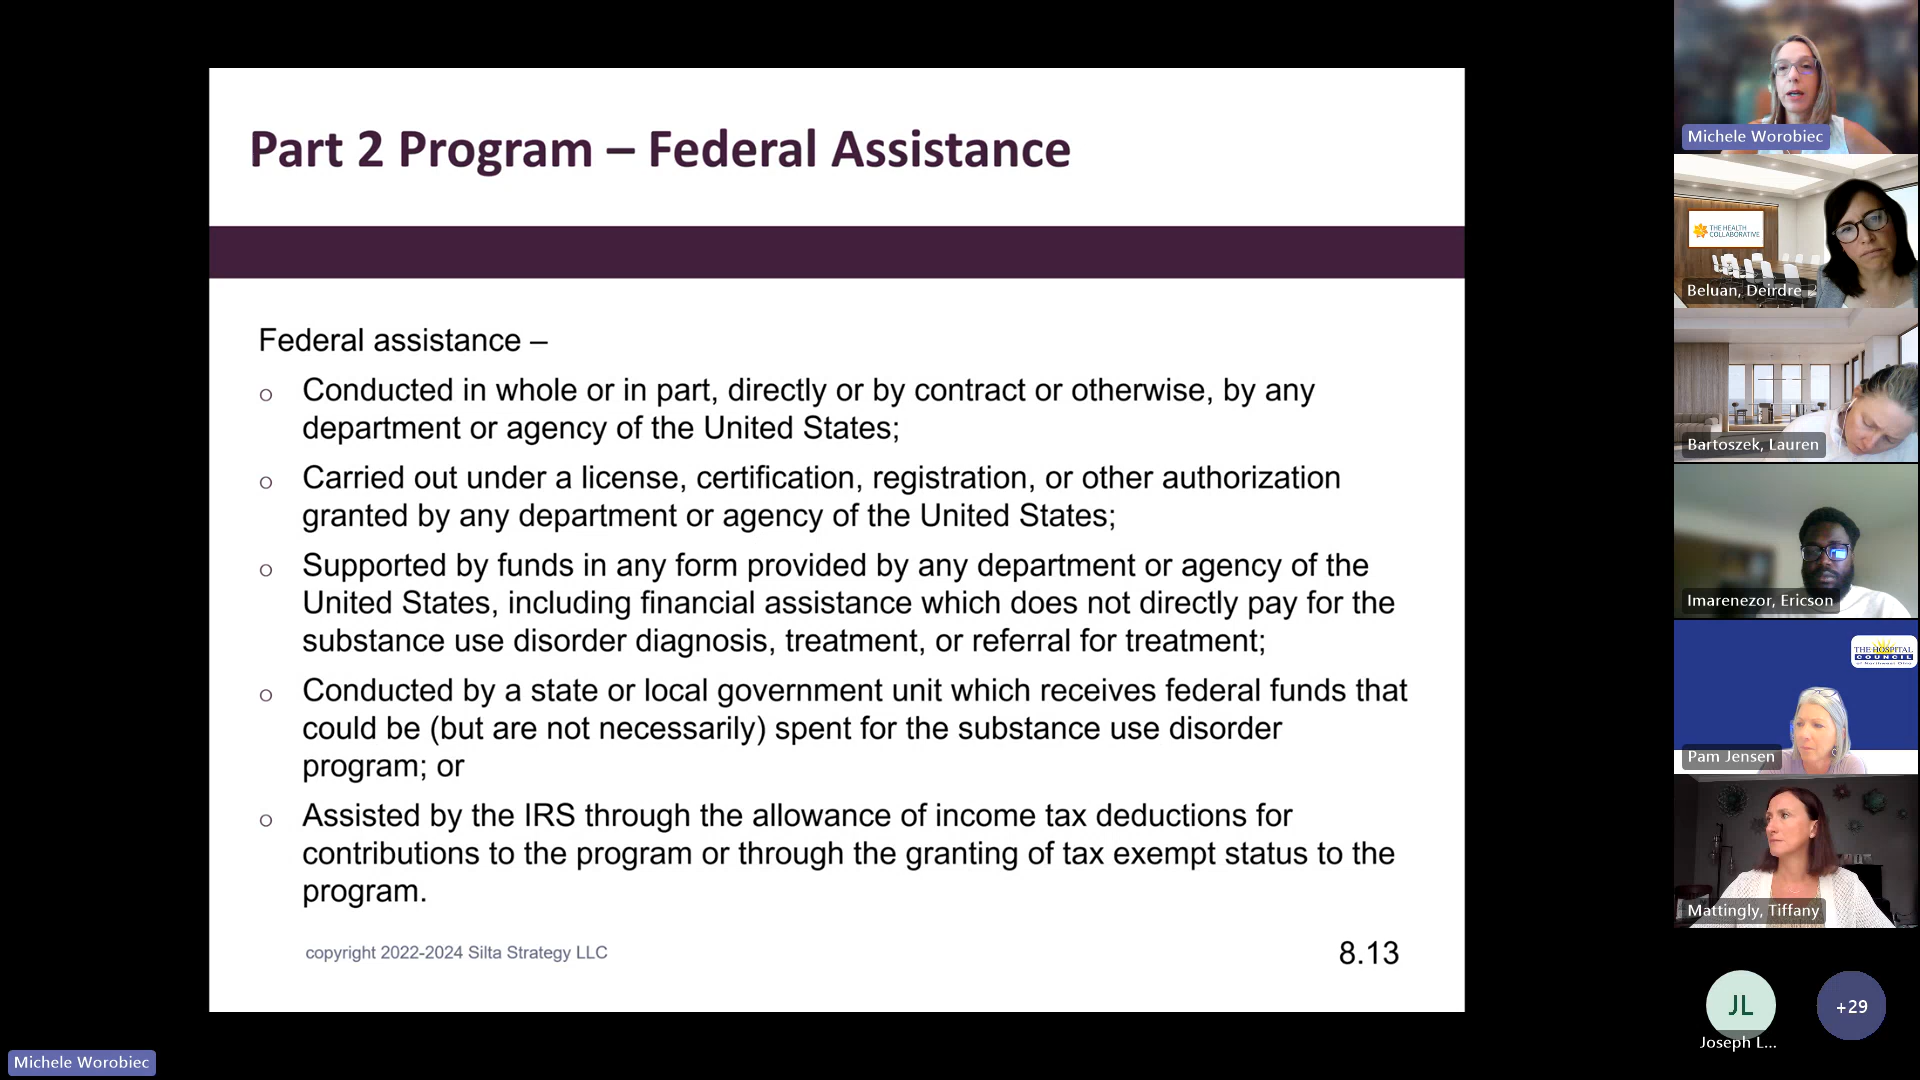 Part 2 Program – Federal Assistance
Federal assistance –
o Conducted in whole or in part, directly or by contract or otherwise, by any
department or agency of the United States;
o Carried out under a license, certification, registration, or other authorization
granted by any department or agency of the United States;
o Supported by funds in any form provided by any department or agency of the
United States, including financial assistance which does not directly pay for the
substance use disorder diagnosis, treatment, or referral for treatment;
o Conducted by a state or local government unit which receives federal funds that
could be (but are not necessarily) spent for the substance use disorder
program; or
o Assisted by the IRS through the allowance of income tax deductions for
contributions to the program or through the granting of tax exempt status to the
program.
copyright 2022-2024 Silta Strategy LLC
8.13
Michele Worobiec
Michele Worobiec
THE HEALTH
COLLABORATIVE
Beluan, Deirdre
Bartoszek, Lauren
Imarenezor, Ericson
THE HOSPITAL
COUNCIL
of Northwest Ohio
Pam Jensen
Mattingly, Tiffany
JL
Joseph L...
+29